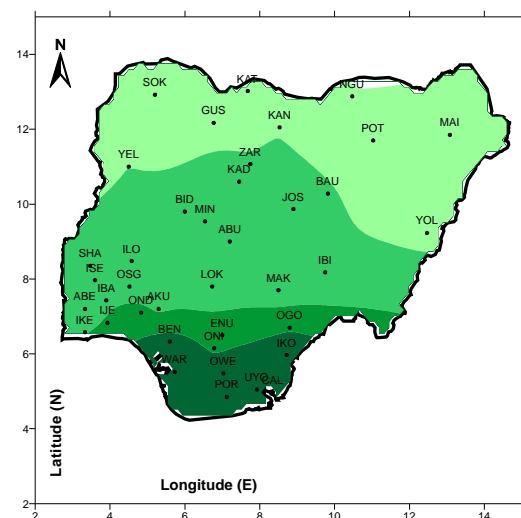 14
12
10
8
6
4
2
N
SOK
KAT
NGU
GUS
KAN
POT
MAI
YEL
ZAR
KAD
BAU
BID
MIN
JOS
ABU
YOL
SHA
ISE
ILO
OSG
LOK
MAK
IBI
IBA
ABE
IJE
OND
AKU
IKE
BEN
ENU
ONI
OGO
IKO
WAR
OWE
POR
UYO
CAL
Latitude (N)
Longitude (E)
2 4 6 8 10 12 14